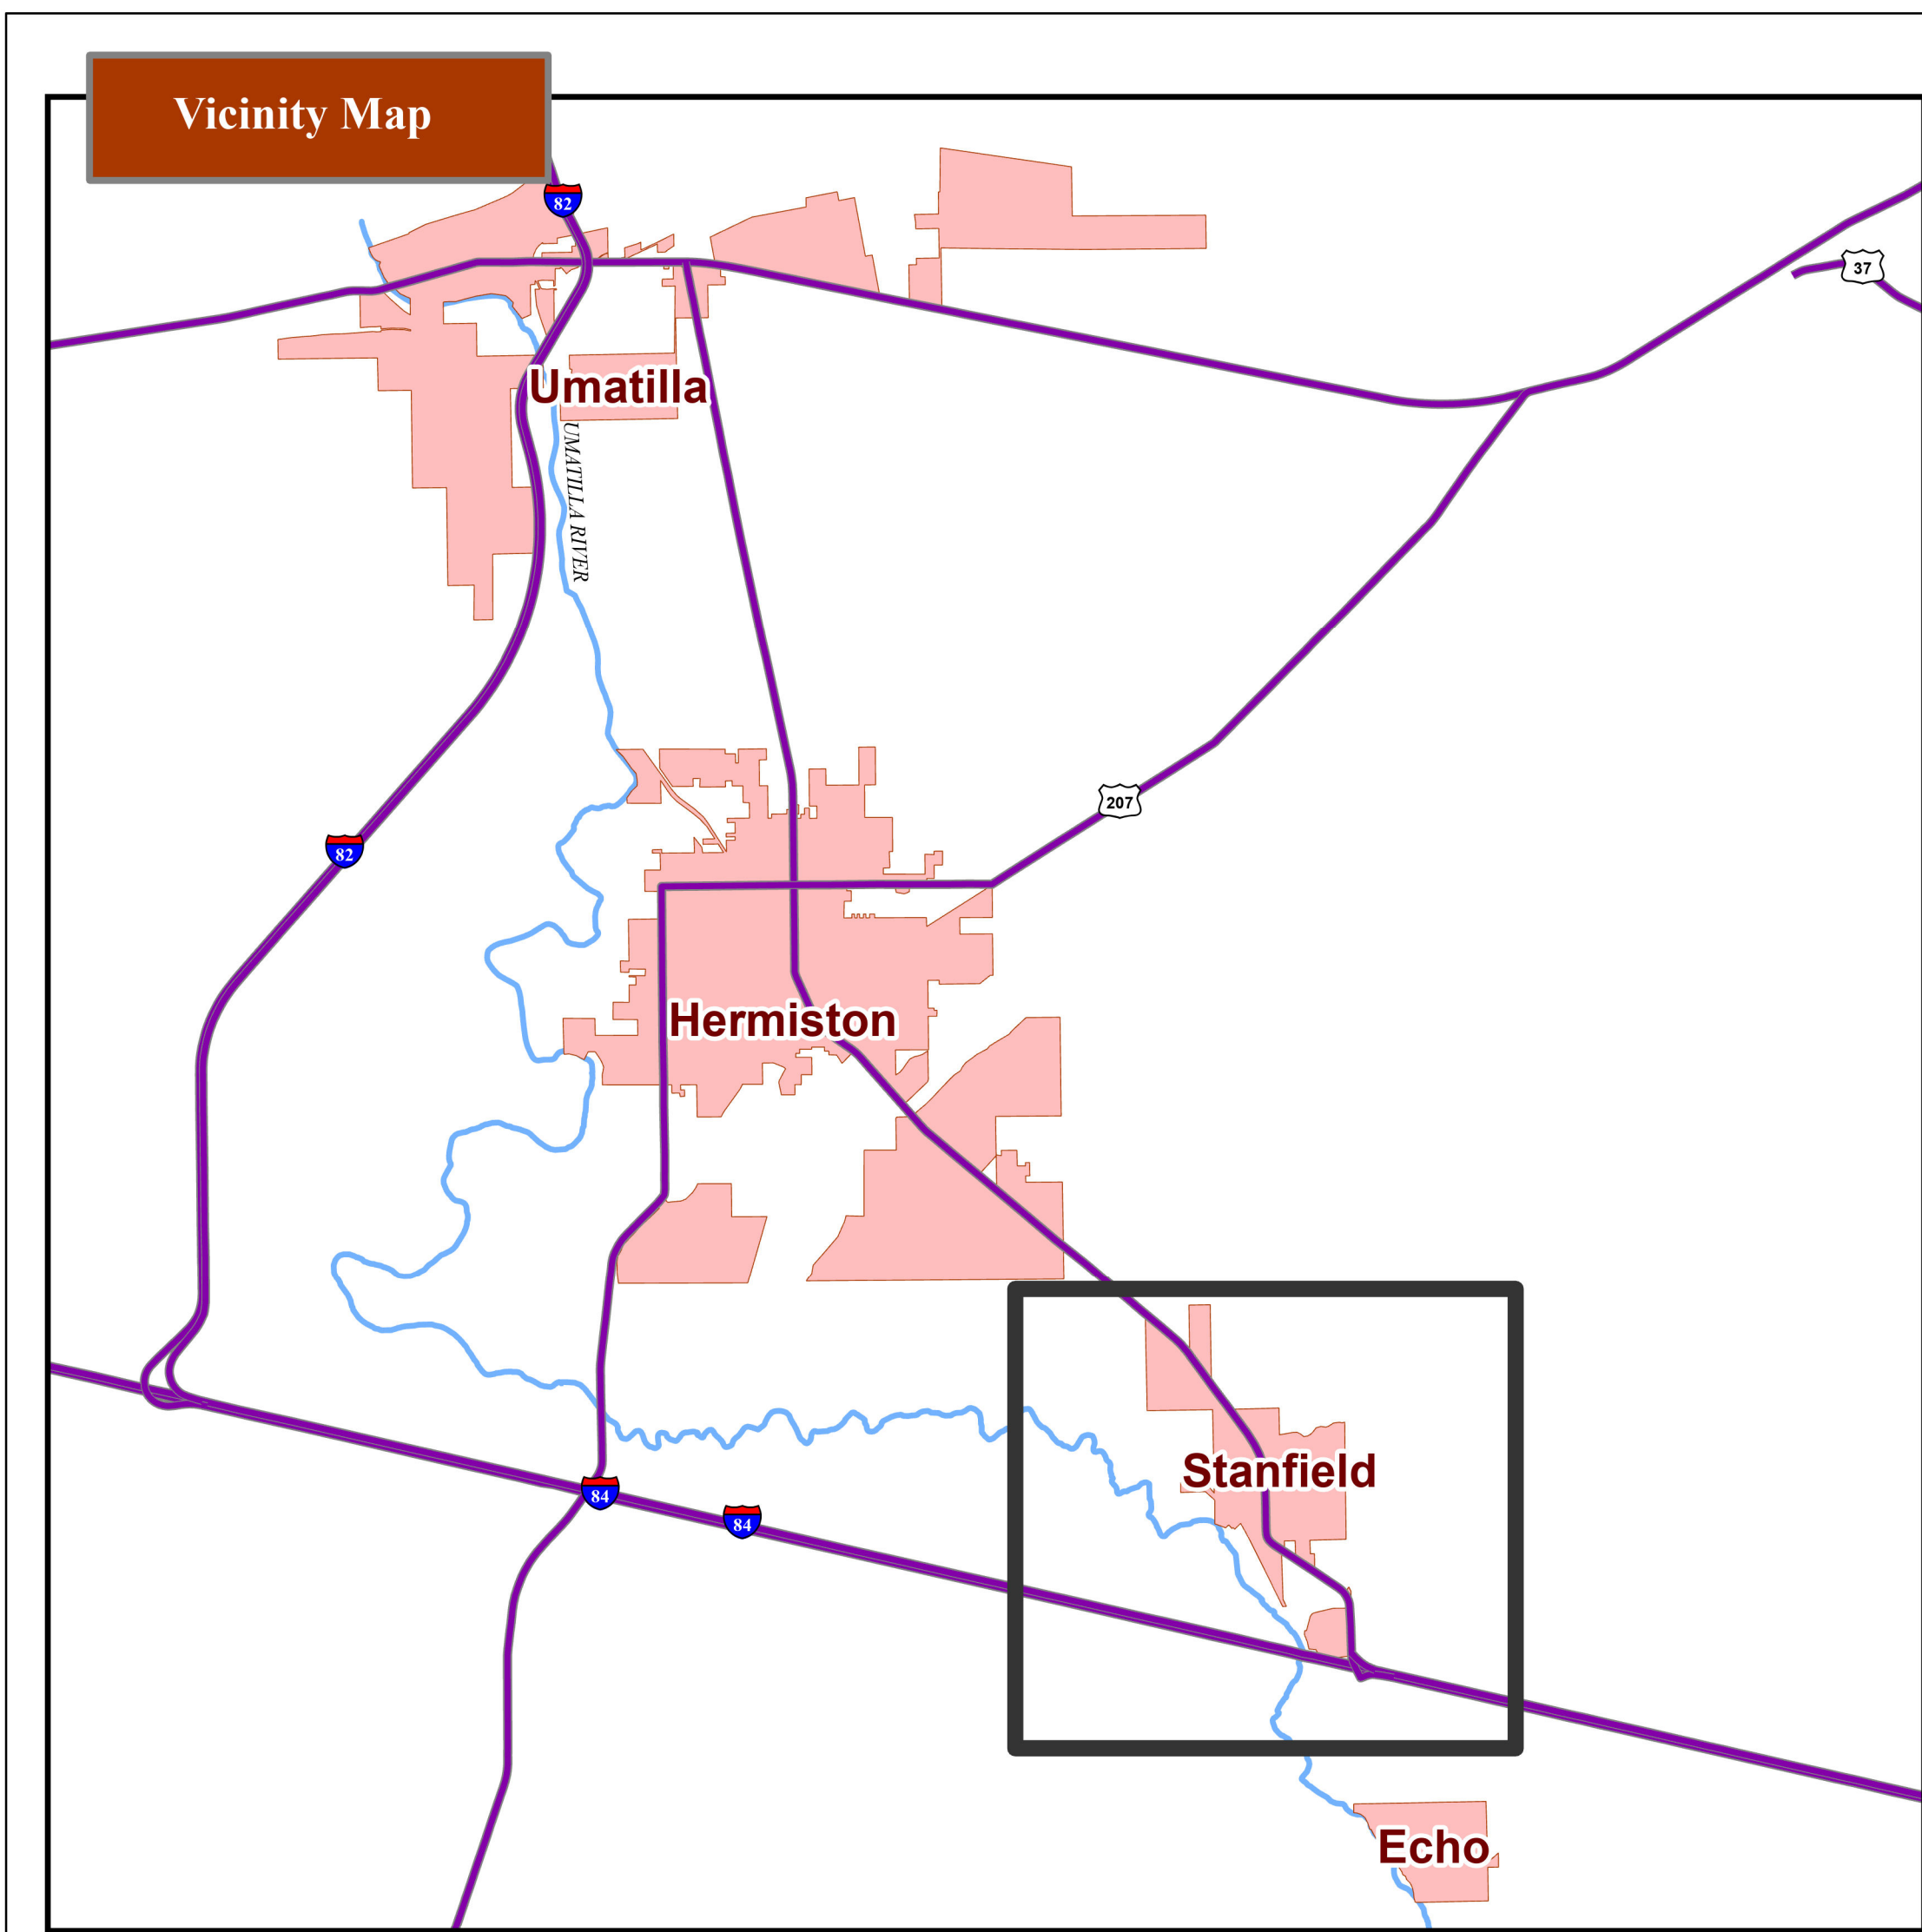 Vicinity Map
82
37
Umatilla
UMATILLA RIVER
207
82
Hermiston
Stanfield
84
84
Echo